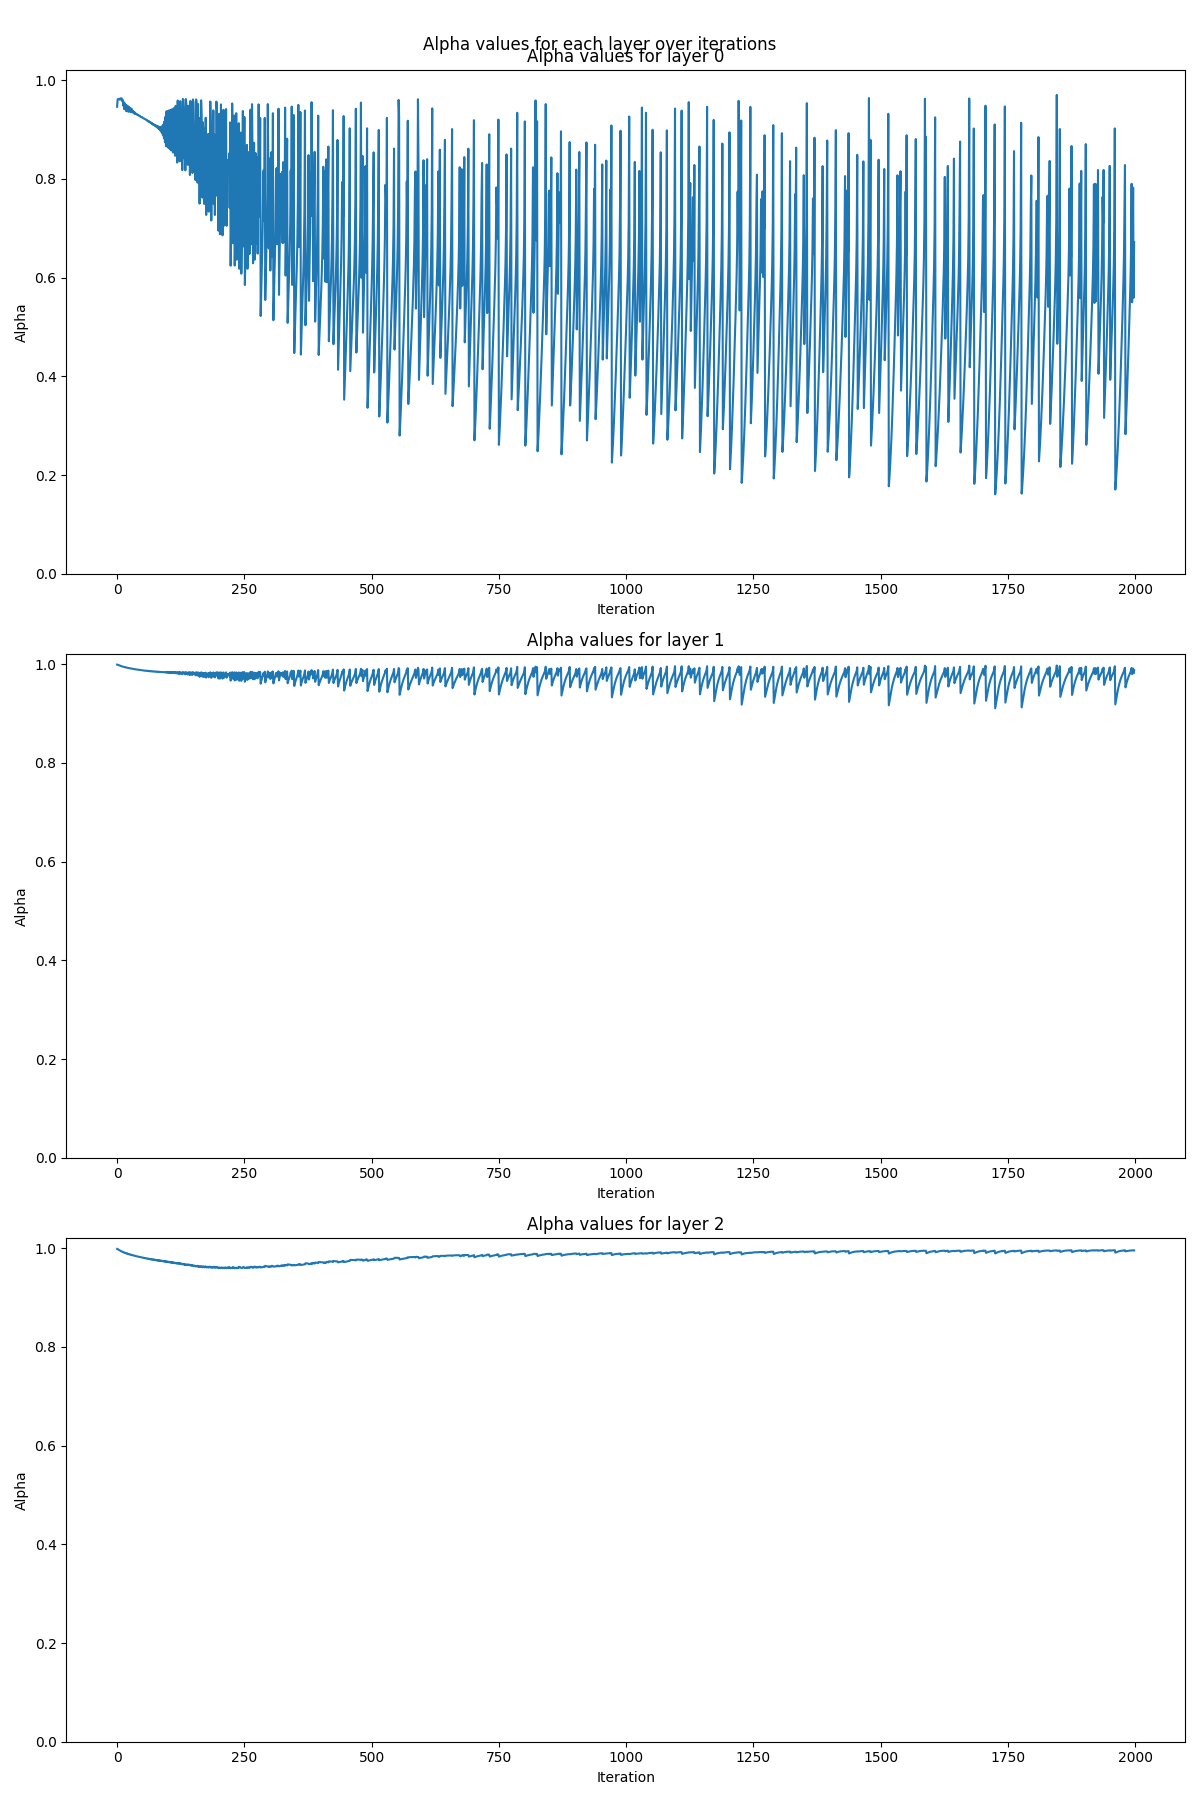 Alpha values for each layer over iterations
Alpha values for layer 0
1.0
0.8
0.6
0.4
0.2
0.0
Alpha
0 250 500 750 1000 1250 1500 1750 2000
Iteration
Alpha values for layer 1
1.0
0.8
0.6
0.4
0.2
0.0
Alpha
0 250 500 750 1000 1250 1500 1750 2000
Iteration
Alpha values for layer 2
1.0
0.8
0.6
0.4
0.2
0.0
Alpha
0 250 500 750 1000 1250 1500 1750 2000
Iteration